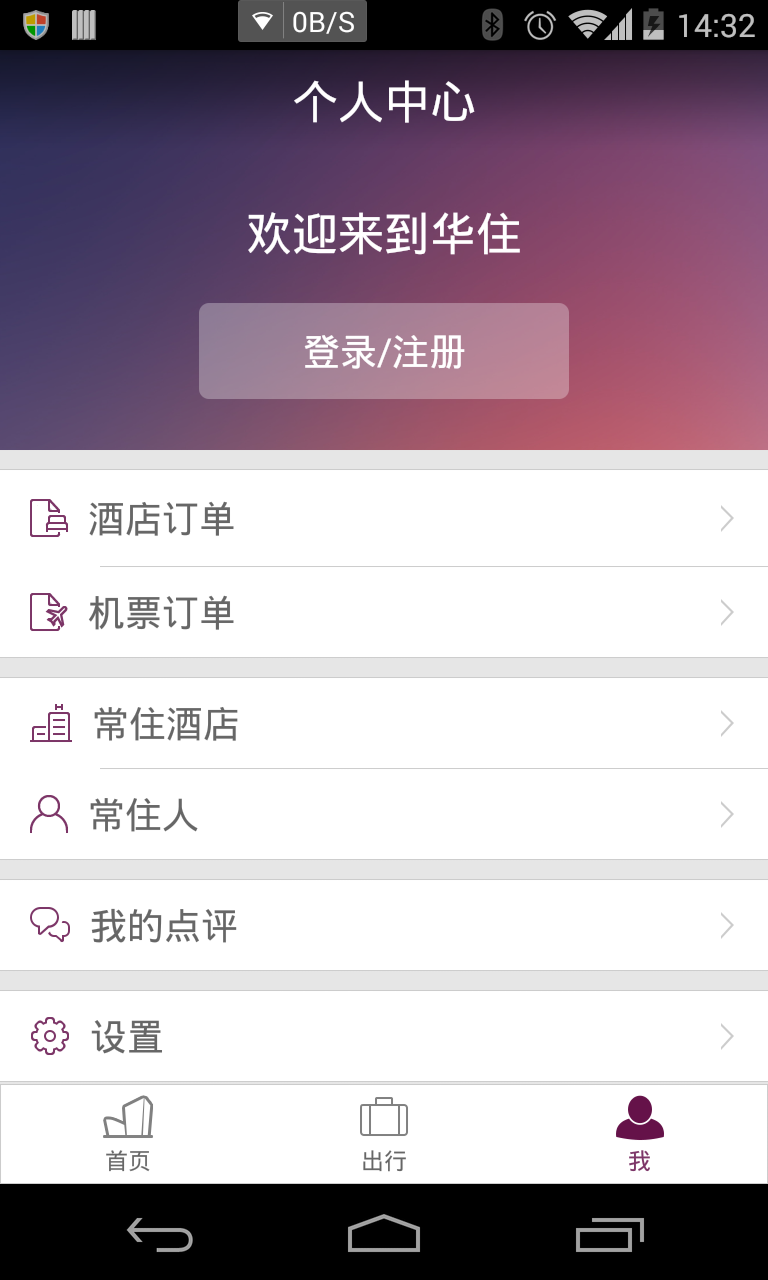 0B/S
14:32
个人中心
欢迎来到华住
登录/注册
酒店订单
机票订单
常住酒店
常住人
我的点评
设置
首页
出行
我